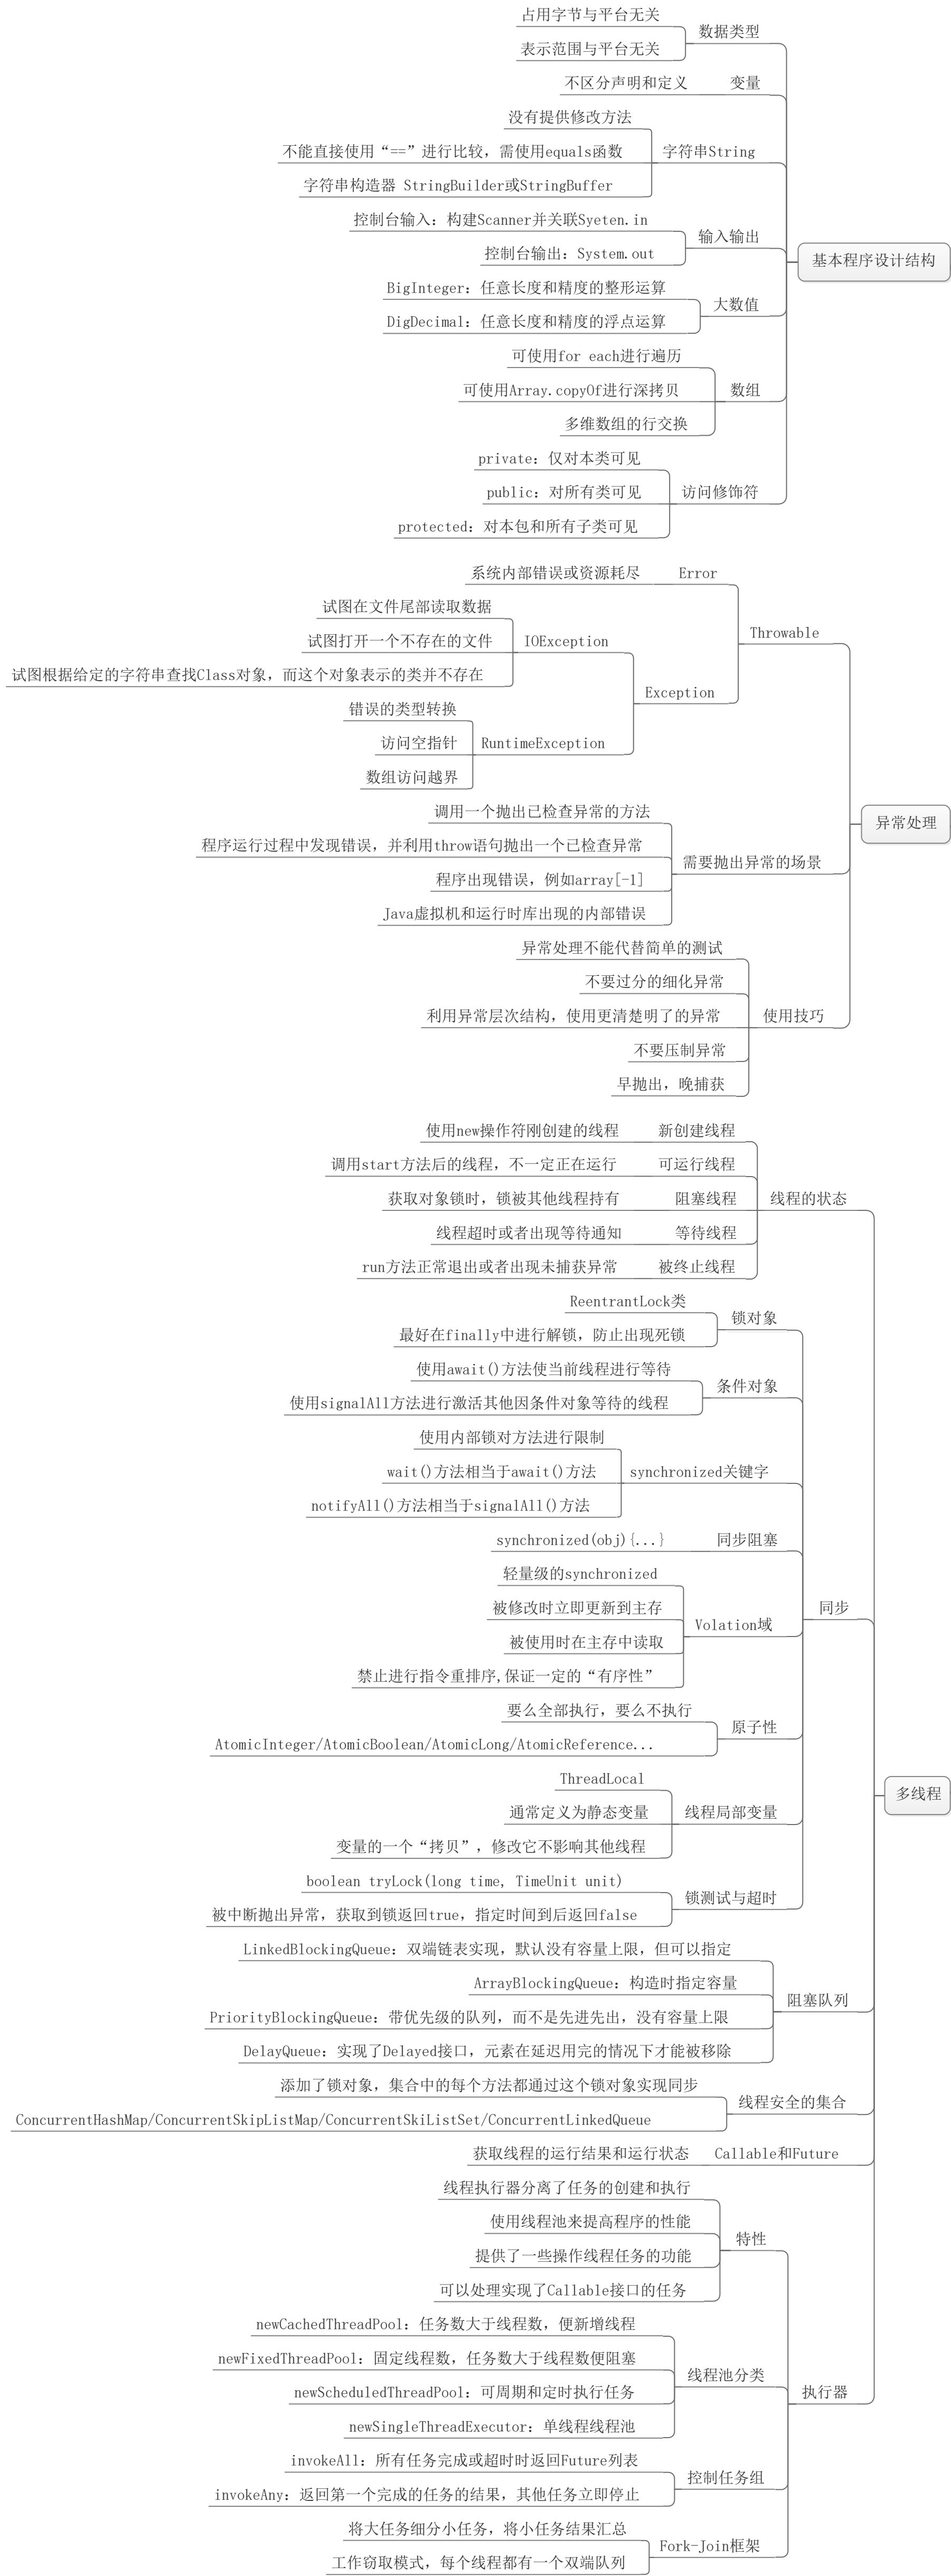 占用字节与平台无关
数据类型
表示范围与平台无关
不区分声明和定义
变量
没有提供修改方法
不能直接使用“==”进行比较，需使用equals函数
字符串String
字符串构造器 StringBuilder或StringBuffer
控制台输入：构建Scanner并关联Syeten.in
输入输出
控制台输出：System.out
基本程序设计结构
BigInteger：任意长度和精度的整形运算
大数值
DigDecimal：任意长度和精度的浮点运算
可使用for each进行遍历
可使用Array.copyOf进行深拷贝
数组
多维数组的行交换
private：仅对本类可见
public：对所有类可见
访问修饰符
protected：对本包和所有子类可见
系统内部错误或资源耗尽
Error
试图在文件尾部读取数据
Throwable
试图打开一个不存在的文件
IOException
试图根据给定的字符串查找Class对象，而这个对象表示的类并不存在
Exception
错误的类型转换
访问空指针
RuntimeException
数组访问越界
调用一个抛出已检查异常的方法
异常处理
程序运行过程中发现错误，并利用throw语句抛出一个已检查异常
需要抛出异常的场景
程序出现错误，例如array[-1]
Java虚拟机和运行时库出现的内部错误
异常处理不能代替简单的测试
不要过分的细化异常
利用异常层次结构，使用更清楚明了的异常
使用技巧
不要压制异常
早抛出，晚捕获
使用new操作符刚创建的线程
新创建线程
调用start方法后的线程，不一定正在运行
可运行线程
获取对象锁时，锁被其他线程持有
阻塞线程
线程的状态
线程超时或者出现等待通知
等待线程
run方法正常退出或者出现未捕获异常
被终止线程
ReentrantLock类
锁对象
最好在finally中进行解锁，防止出现死锁
使用await()方法使当前线程进行等待
条件对象
使用signalAll方法进行激活其他因条件对象等待的线程
使用内部锁对方法进行限制
wait()方法相当于await()方法
synchronized关键字
notifyAll()方法相当于signalAll()方法
synchronized(obj){...}
同步阻塞
轻量级的synchronized
被修改时立即更新到主存
同步
Volation域
被使用时在主存中读取
禁止进行指令重排序,保证一定的“有序性”
要么全部执行，要么不执行
原子性
AtomicInteger/AtomicBoolean/AtomicLong/AtomicReference...
ThreadLocal
多线程
通常定义为静态变量
线程局部变量
变量的一个“拷贝”，修改它不影响其他线程
boolean tryLock(long time, TimeUnit unit)
锁测试与超时
被中断抛出异常，获取到锁返回true，指定时间到后返回false
LinkedBlockingQueue：双端链表实现，默认没有容量上限，但可以指定
ArrayBlockingQueue：构造时指定容量
阻塞队列
PriorityBlockingQueue：带优先级的队列，而不是先进先出，没有容量上限
DelayQueue：实现了Delayed接口，元素在延迟用完的情况下才能被移除
添加了锁对象，集合中的每个方法都通过这个锁对象实现同步
线程安全的集合
ConcurrentHashMap/ConcurrentSkipListMap/ConcurrentSkiListSet/ConcurrentLinkedQueue
获取线程的运行结果和运行状态
Callable和Future
线程执行器分离了任务的创建和执行
使用线程池来提高程序的性能
特性
提供了一些操作线程任务的功能
可以处理实现了Callable接口的任务
newCachedThreadPool：任务数大于线程数，便新增线程
newFixedThreadPool：固定线程数，任务数大于线程数便阻塞
线程池分类
newScheduledThreadPool：可周期和定时执行任务
执行器
newSingleThreadExecutor：单线程线程池
invokeAll：所有任务完成或超时时返回Future列表
控制任务组
invokeAny：返回第一个完成的任务的结果，其他任务立即停止
将大任务细分小任务，将小任务结果汇总
Fork-Join框架
工作窃取模式，每个线程都有一个双端队列